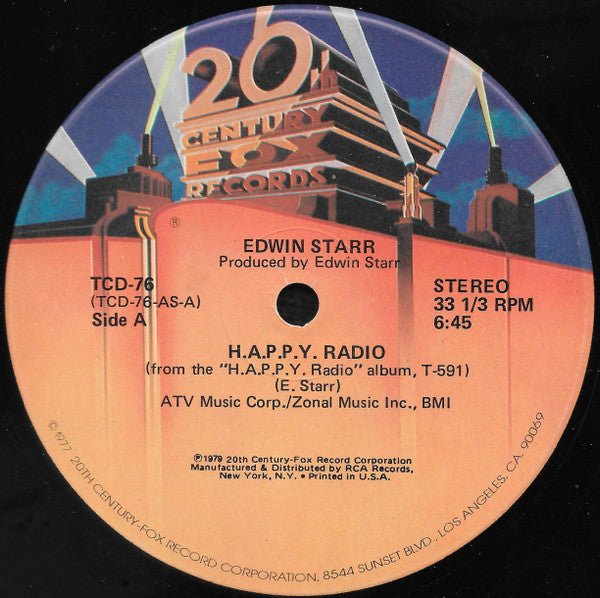 20th
CENTURY
FOX
RECORDS
®
EDWIN STARR
Produced by Edwin Starr
TCD-76
(TCD-76-AS-A)
Side A
STEREO
33 1/3 RPM
6:45
H.A.P.P.Y. RADIO
(from the "H.A.P.P.Y. Radio" album, T-591)
(E. Starr)
ATV Music Corp./Zonal Music Inc., BMI
℗1979 20th Century-Fox Record Corporation
Manufactured & Distributed by RCA Records,
New York, N.Y. • Printed in U.S.A.
©1977, 20TH CENTURY-FOX RECORD CORPORATION, 8544 SUNSET BLVD., LOS ANGELES, CA. 90069